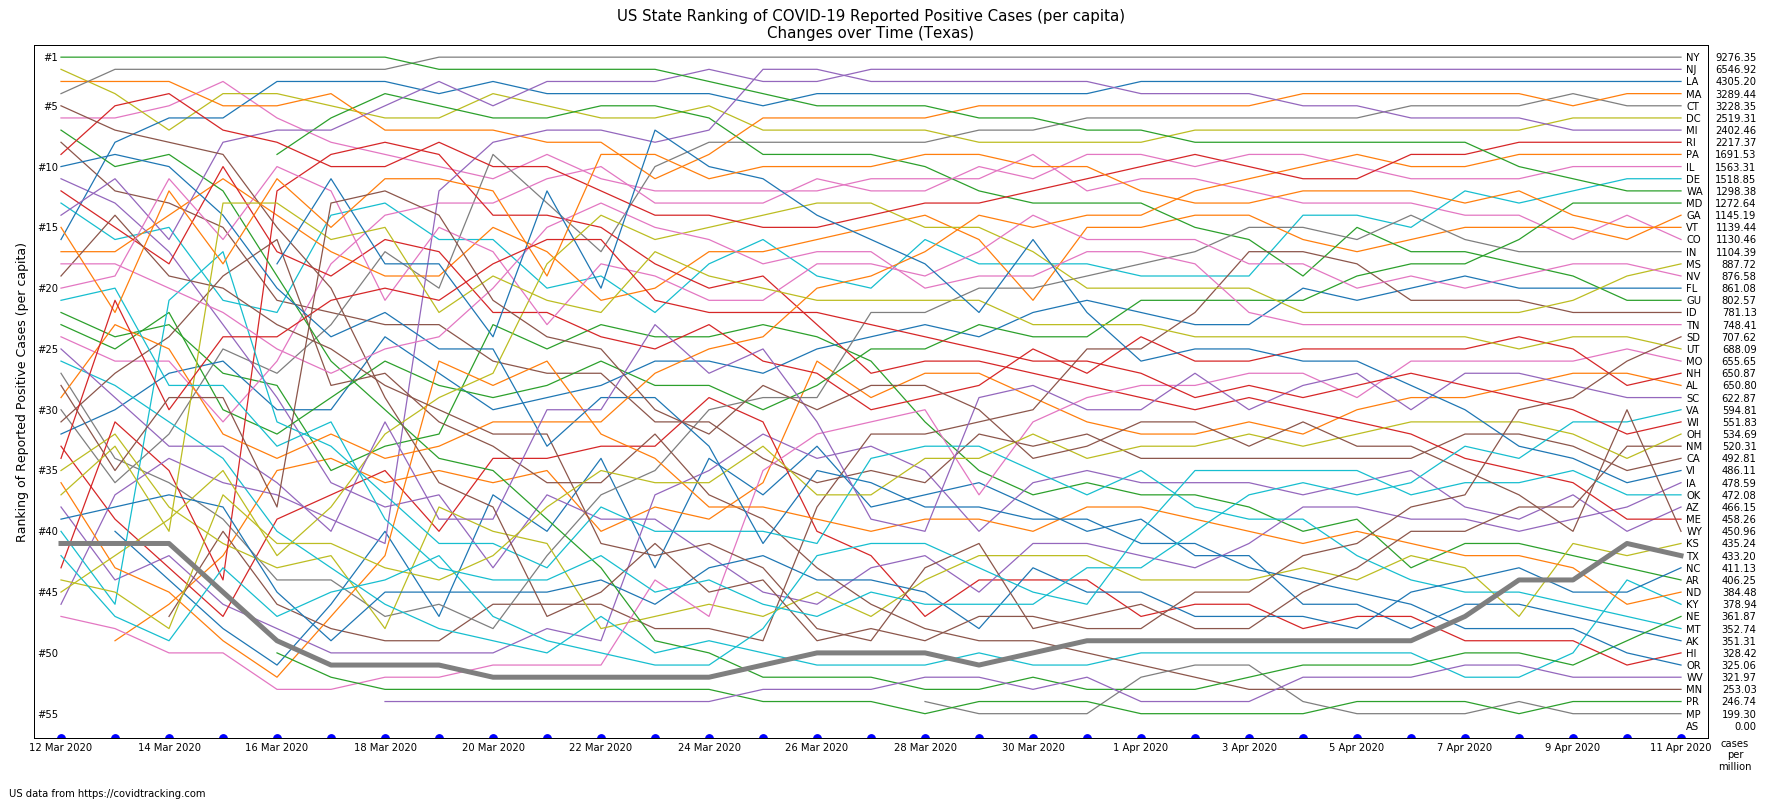 US State Ranking of COVID-19 Reported Positive Cases (per capita)
Changes over Time (Texas)
Ranking of Reported Positive Cases (per capita)
#1
#5
#10
#15
#20
#25
#30
#35
#40
#45
#50
#55
NY 9276.35
NJ 6546.92
LA 4305.20
MA 3289.44
CT 3228.35
DC 2519.31
MI 2402.46
RI 2217.37
PA 1691.53
IL 1563.31
DE 1518.85
WA 1298.38
MD 1272.64
GA 1145.19
VT 1139.44
CO 1130.46
IN 1104.39
MS 887.72
NV 876.58
FL 861.08
GU 802.57
ID 781.13
TN 748.41
SD 707.62
UT 688.09
MO 655.65
NH 650.87
AL 650.80
SC 622.87
VA 594.81
WI 551.83
OH 534.69
NM 520.31
CA 492.81
VI 486.11
IA 478.59
OK 472.08
AZ 466.15
ME 458.26
WY 450.96
KS 435.24
TX 433.20
NC 411.13
AR 406.25
ND 384.48
KY 378.94
NE 361.87
MT 352.74
AK 351.31
HI 328.42
OR 325.06
WV 321.97
MN 253.03
PR 246.74
MP 199.30
AS 0.00
12 Mar 2020 14 Mar 2020 16 Mar 2020 18 Mar 2020 20 Mar 2020 22 Mar 2020 24 Mar 2020 26 Mar 2020 28 Mar 2020 30 Mar 2020 1 Apr 2020 3 Apr 2020 5 Apr 2020 7 Apr 2020 9 Apr 2020 11 Apr 2020
cases
per
million
US data from https://covidtracking.com